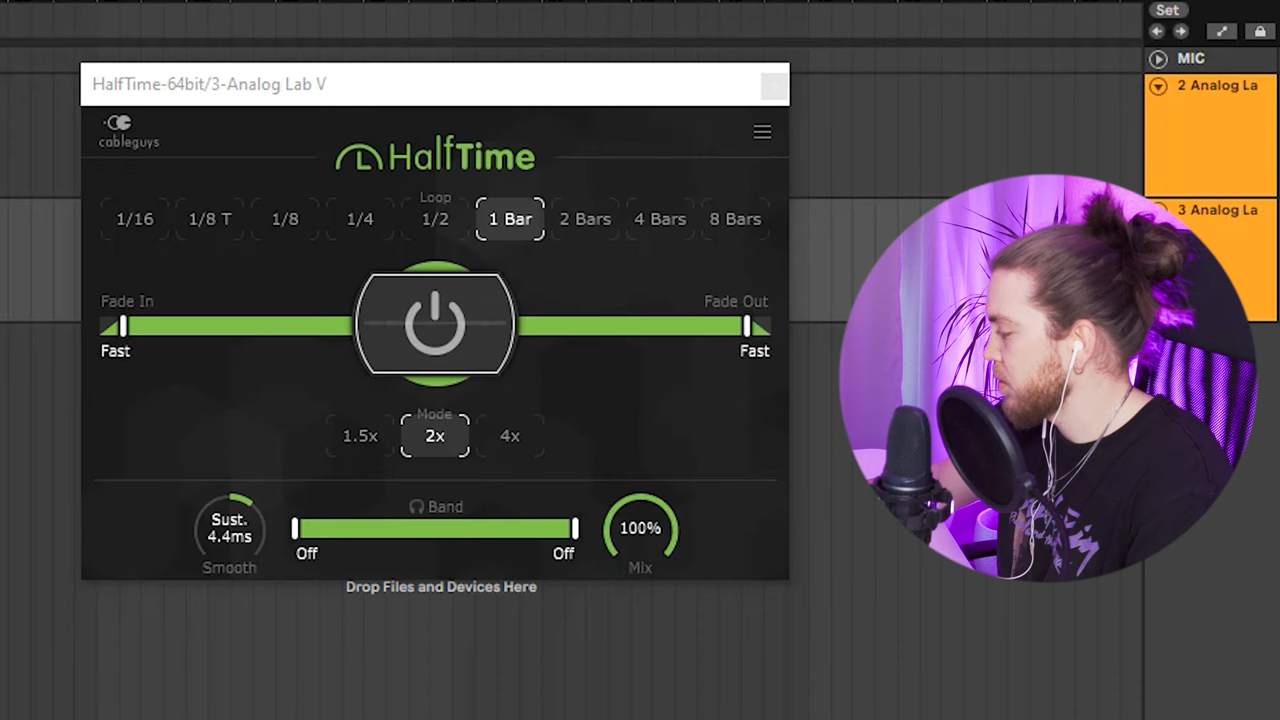 Set
MIC
HalfTime-64bit/3-Analog Lab V
2 Analog La
cableguys
HalfTime
Loop
1/16 1/8 T 1/8 1/4 1/2 1 Bar 2 Bars 4 Bars 8 Bars
3 Analog La
Fade In Fade Out
Fast Fast
Mode
1.5x 2x 4x
Sust.
4.4ms
Smooth
Band
Off Off
100%
Mix
Drop Files and Devices Here